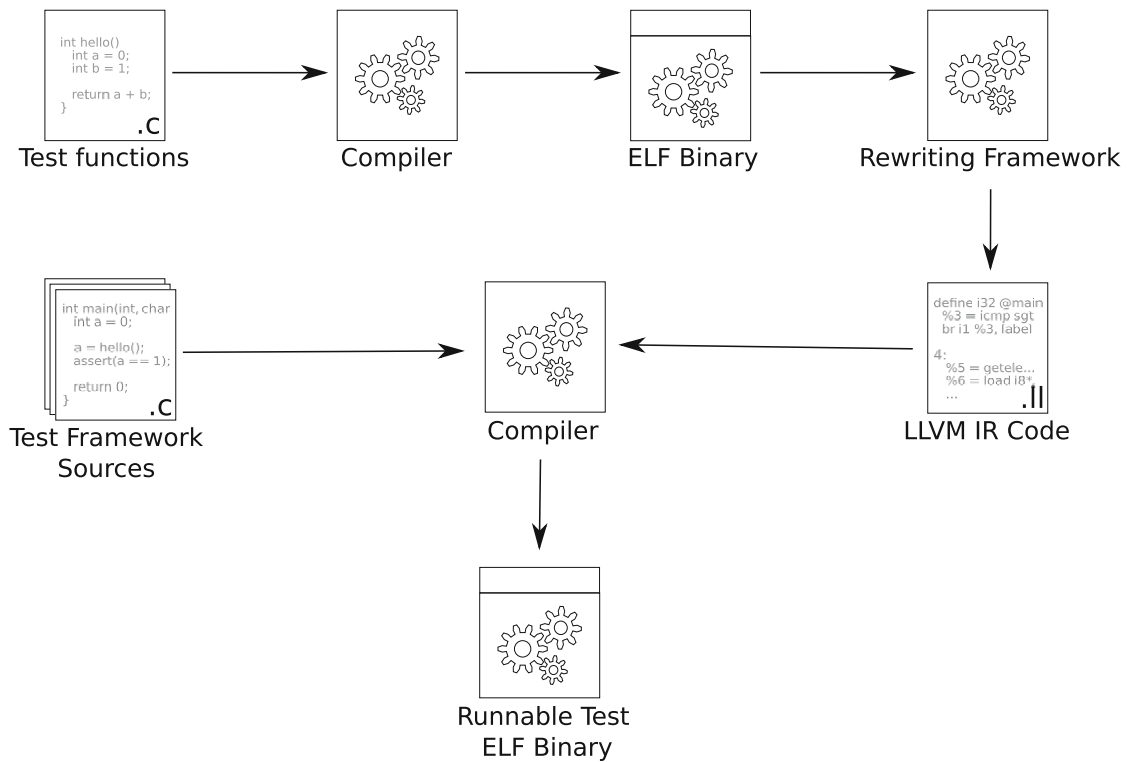 int hello()
int a = 0;
int b = 1;
return a + b;
}
.c
Test functions
Compiler
ELF Binary
Rewriting Framework
int main(int, char
int a = 0;
a = hello();
assert(a == 1);
return 0;
}
.c
Test Framework
Sources
Compiler
define i32 @main
%3 = icmp sgt
br i1 %3, label
4:
%5 = getele...
%6 = load i8*,
...
.ll
LLVM IR Code
Runnable Test
ELF Binary